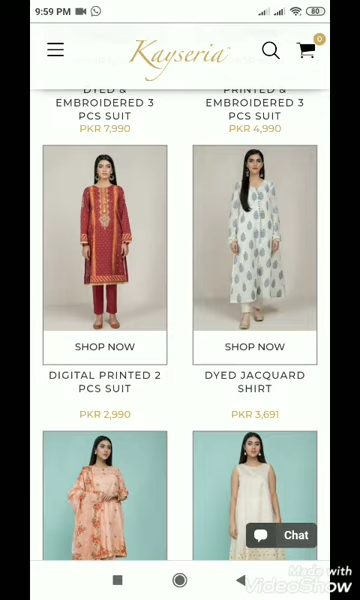 9:59 PM
80
Kayseria
0
DYED &
EMBROIDERED 3
PCS SUIT
PKR 7,990
PRINTED &
EMBROIDERED 3
PCS SUIT
PKR 4,990
SHOP NOW
SHOP NOW
DIGITAL PRINTED 2
PCS SUIT
PKR 2,990
DYED JACQUARD
SHIRT
PKR 3,691
Chat
Made with
VideoShow